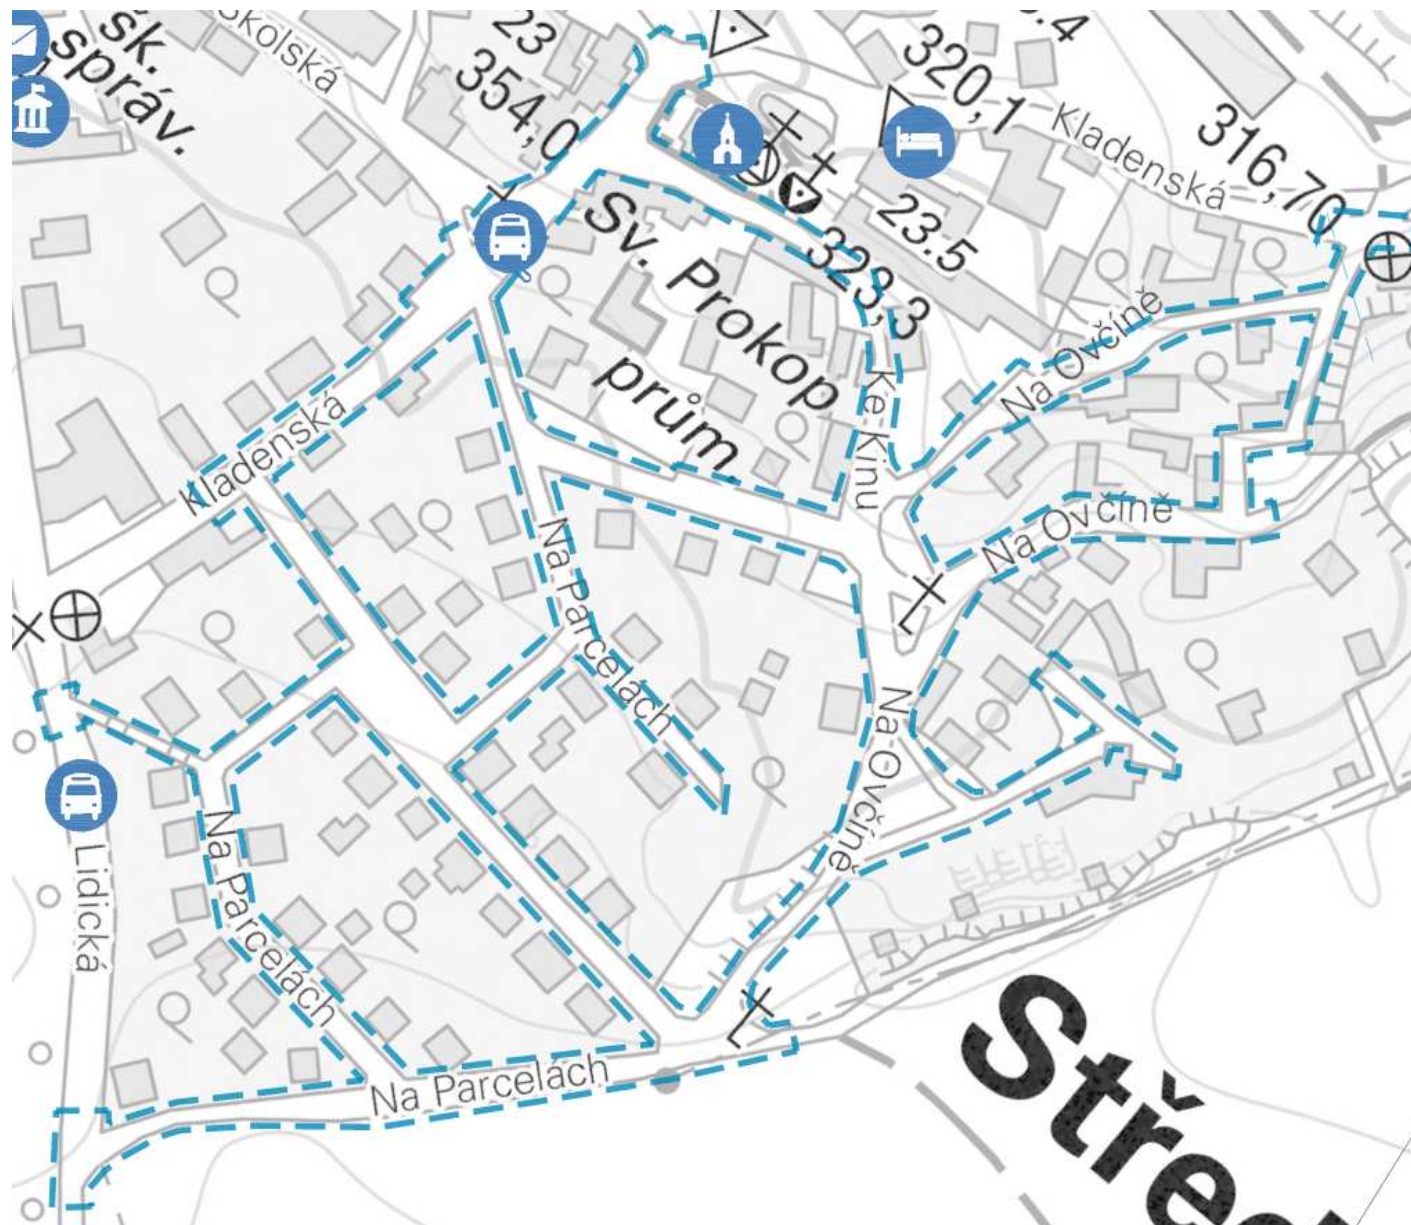 sk.
správ.
Školská
23
354,0
320,1
Kladenská
316,70
23.5
323,3
Sv. Prokop
prům.
Ke Kinu
Na Ovčíně
Kladenská
Na Ovčíně
Na Parcelách
Na Ovčíně
Lidická
Na Parcelách
Na Parcelách